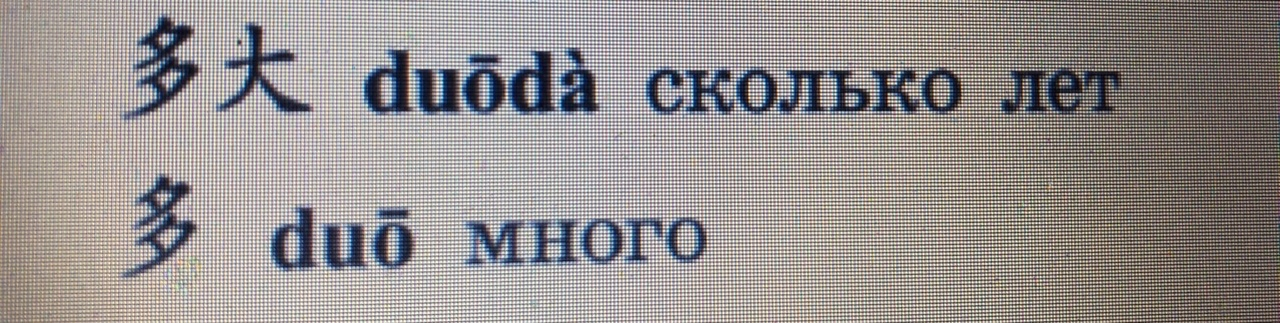 多大 duōdà сколько лет
多 duō много